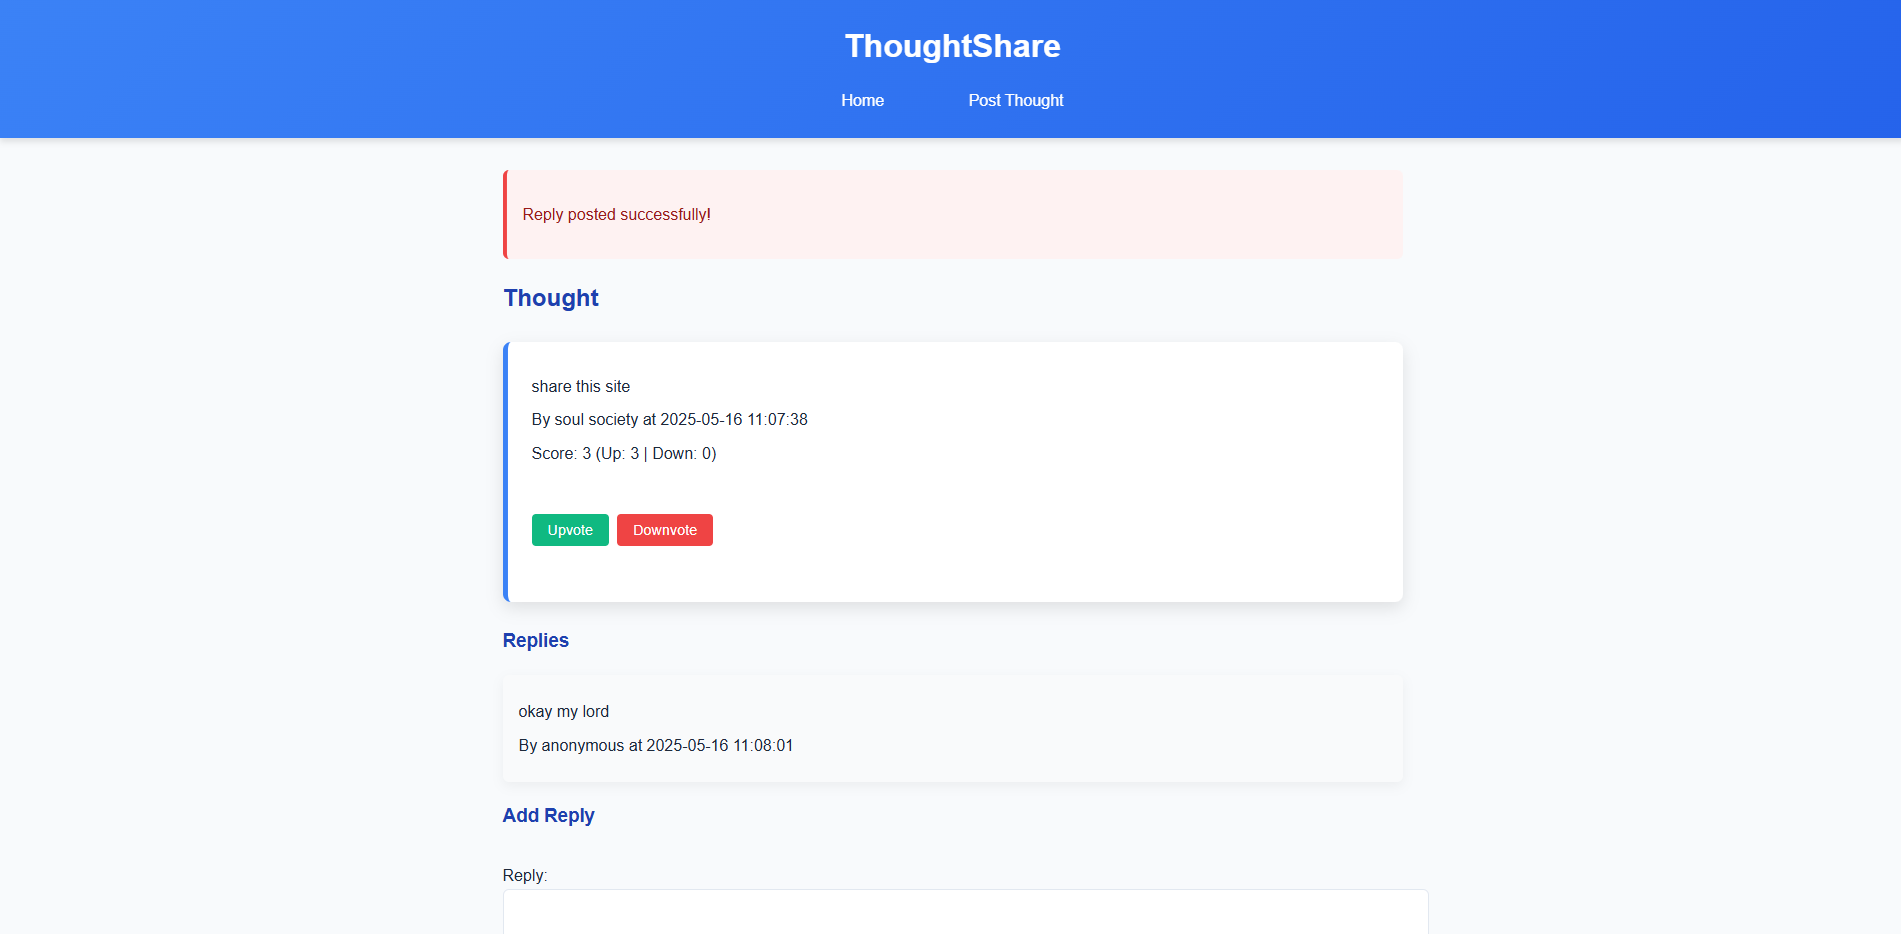 ThoughtShare
Home Post Thought
Reply posted successfully!
Thought
share this site
By soul society at 2025-05-16 11:07:38
Score: 3 (Up: 3 | Down: 0)
Upvote Downvote
Replies
okay my lord
By anonymous at 2025-05-16 11:08:01
Add Reply
Reply: